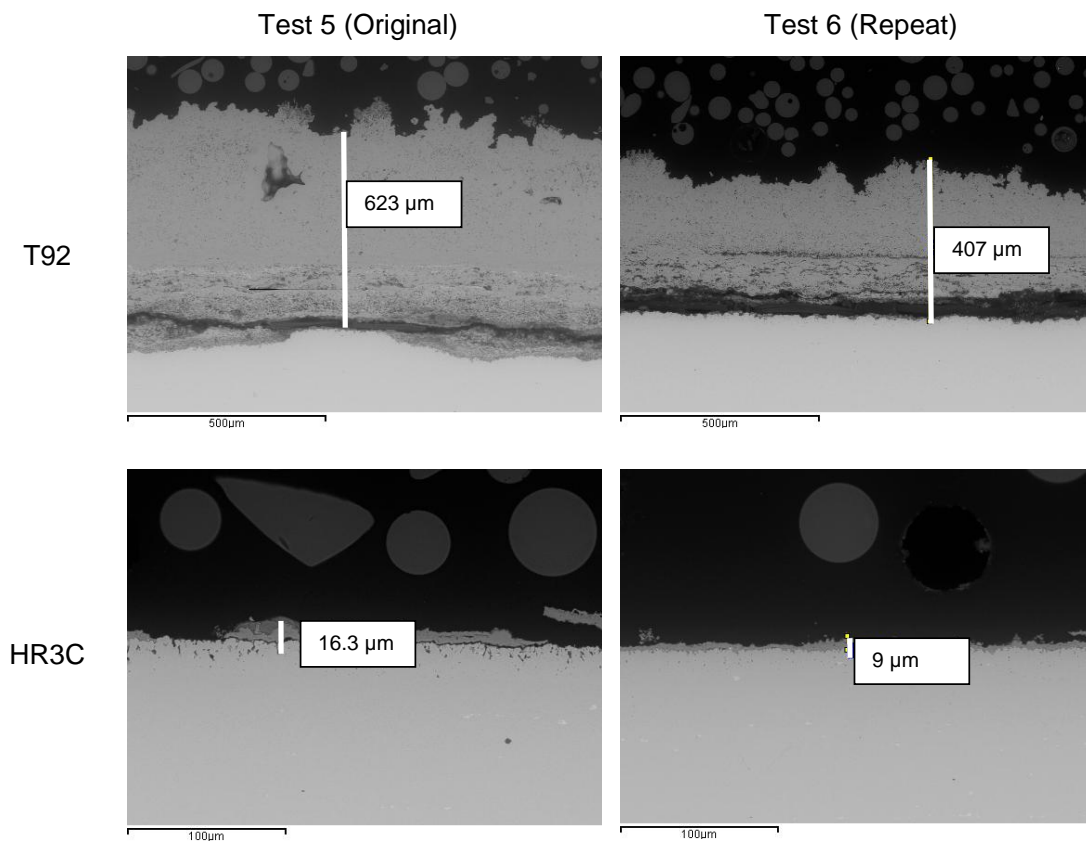 Test 5 (Original)
Test 6 (Repeat)
T92
623 µm
407 µm
500µm
500µm
HR3C
16.3 µm
9 µm
100µm
100µm